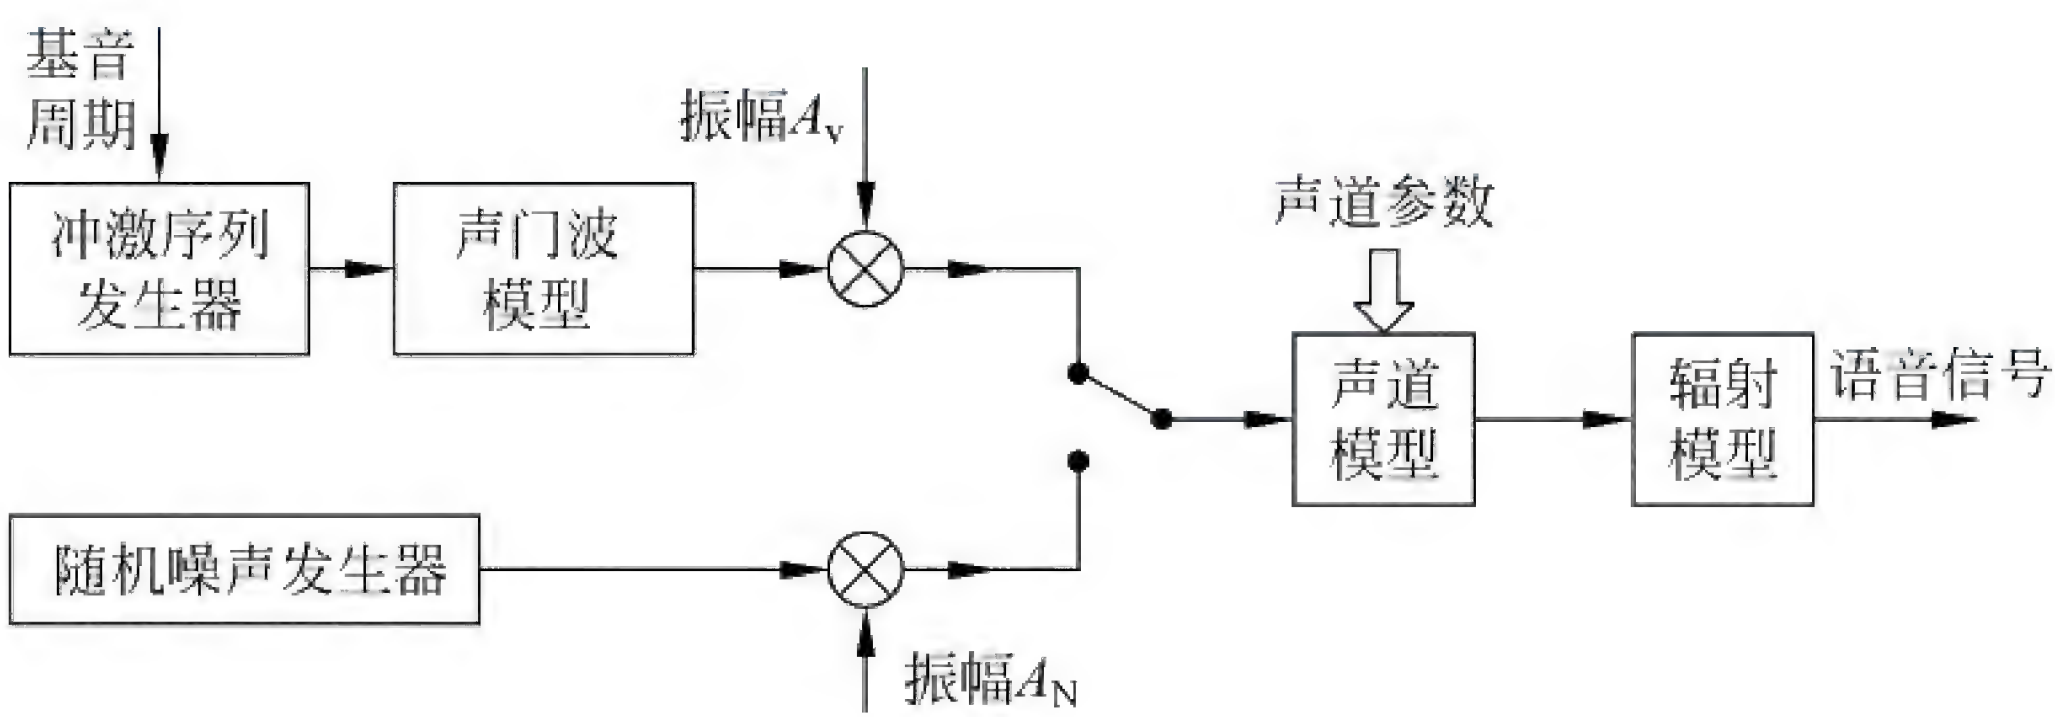 基音
周期
振幅Av
冲激序列
发生器
声门波
模型
声道参数
声道
模型
辐射
模型
语音信号
随机噪声发生器
振幅AN